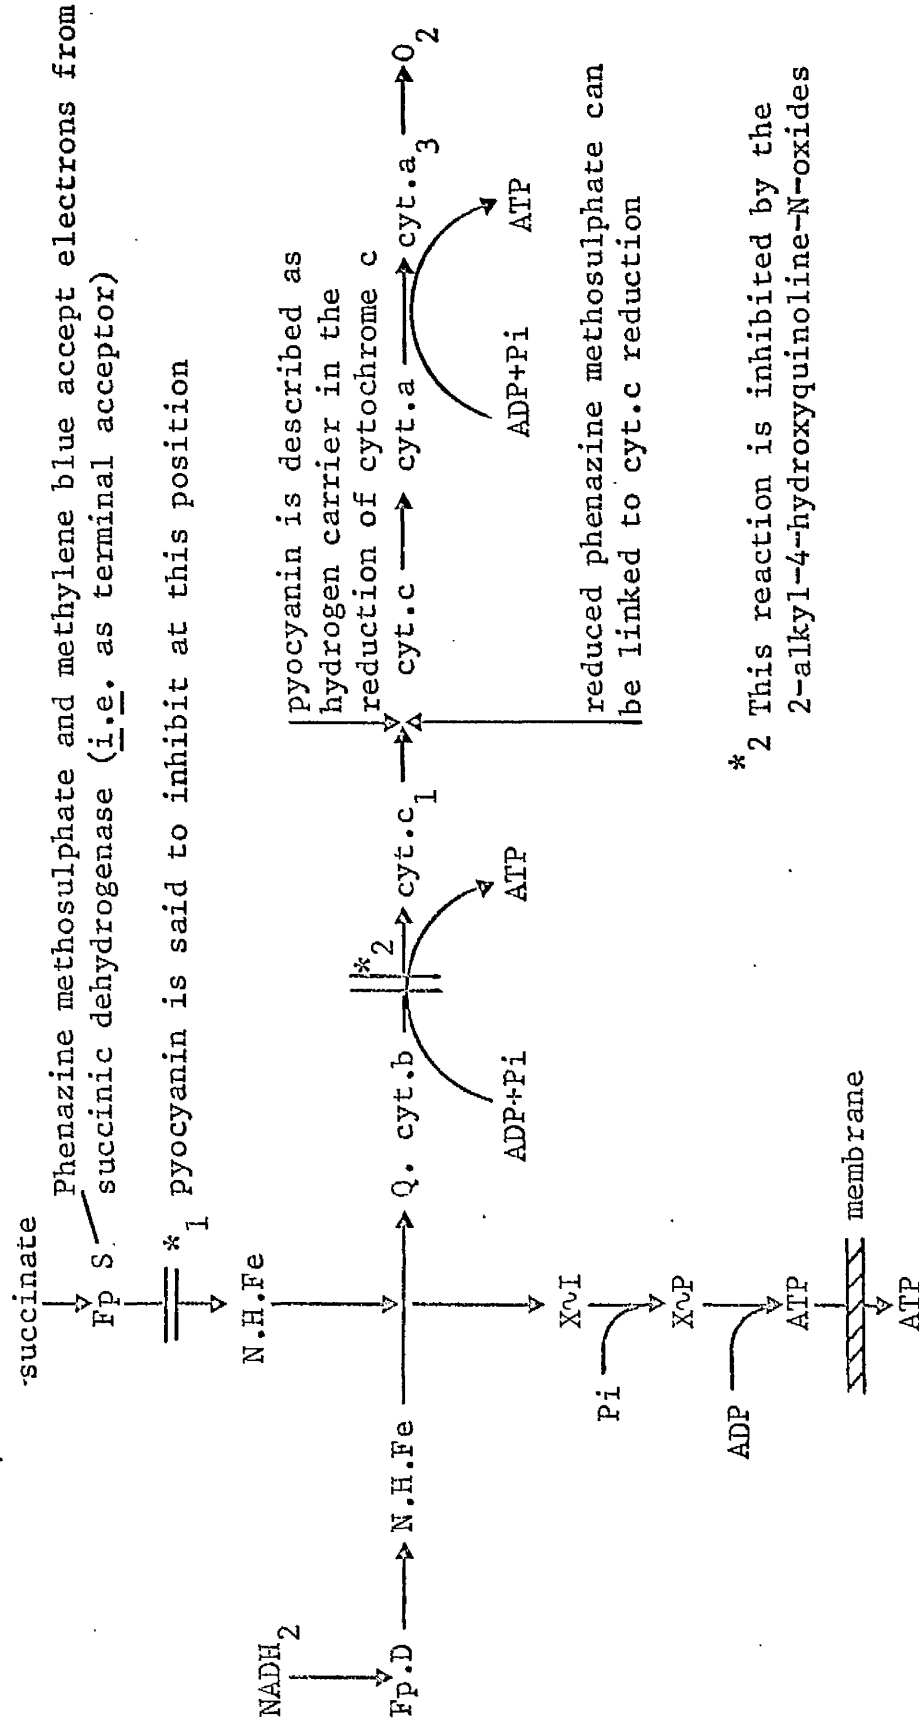 succinate
Fp S
Phenazine methosulphate and methylene blue accept electrons from
succinic dehydrogenase (i.e. as terminal acceptor)
*1 pyocyanin is said to inhibit at this position
N.H.Fe
pyocyanin is described as
hydrogen carrier in the
reduction of cytochrome c
NADH2
Fp.D
N.H.Fe
Q. cyt.b
*2
cyt.c1
cyt.c
cyt.a
cyt.a3
O2
ADP+Pi
ATP
ADP+Pi
ATP
reduced phenazine methosulphate can
be linked to cyt.c reduction
X~I
Pi
X~P
ADP
ATP
membrane
ATP
*2 This reaction is inhibited by the
2-alkyl-4-hydroxyquinoline-N-oxides